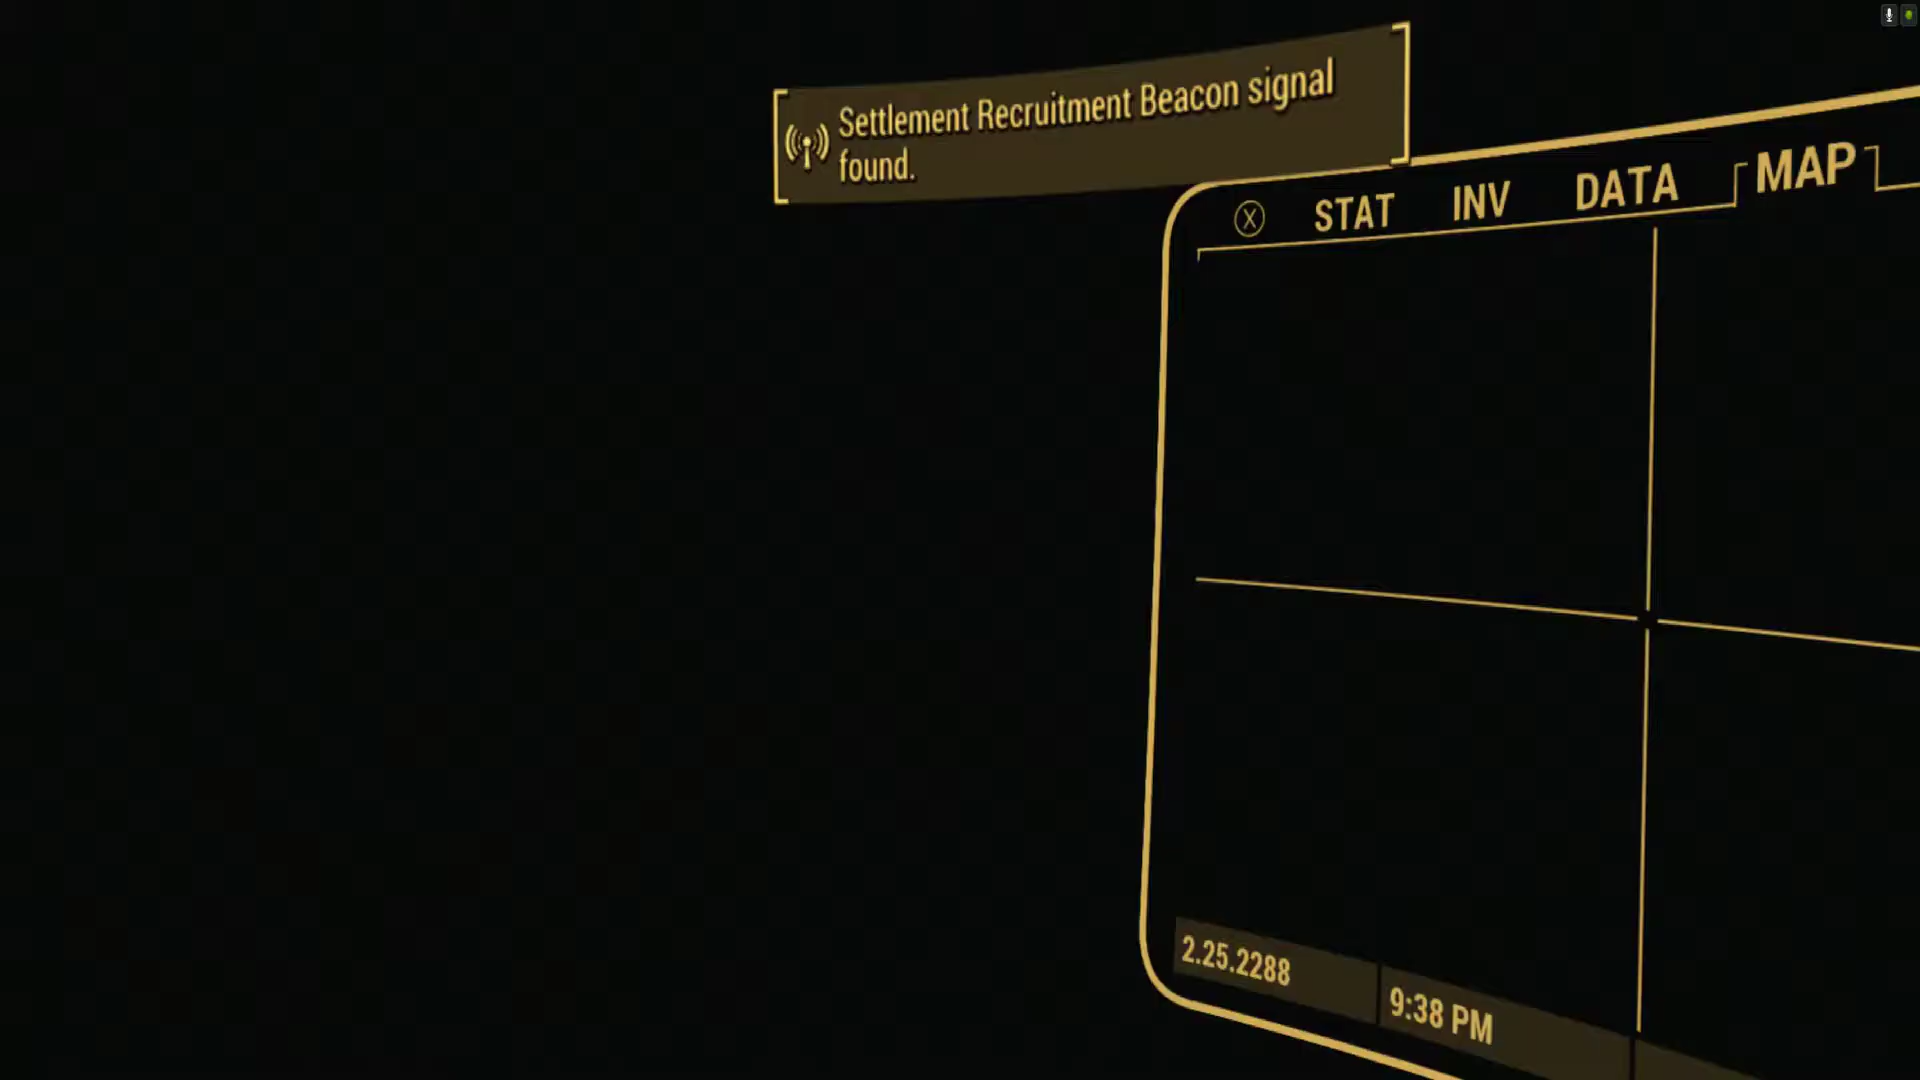 Settlement Recruitment Beacon signal
found.
X STAT INV DATA MAP
2.25.2288
9:38 PM